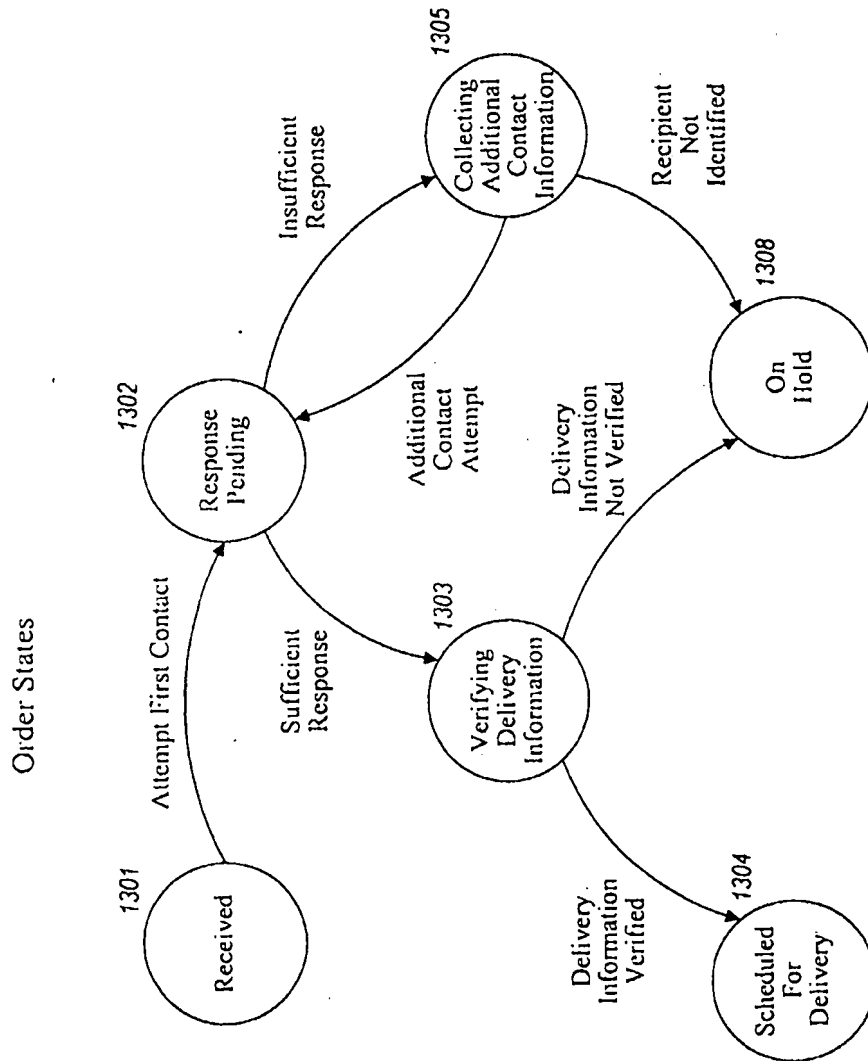 Order States
1301
Received
Attempt First Contact
1302
Response
Pending
Insufficient
Response
1305
Collecting
Additional
Contact
Information
Sufficient
Response
Additional
Contact
Attempt
1303
Verifying
Delivery
Information
Recipient
Not
Identified
Delivery
Information
Verified
Delivery
Information
Not Verified
1304
Scheduled
For
Delivery
1308
On
Hold